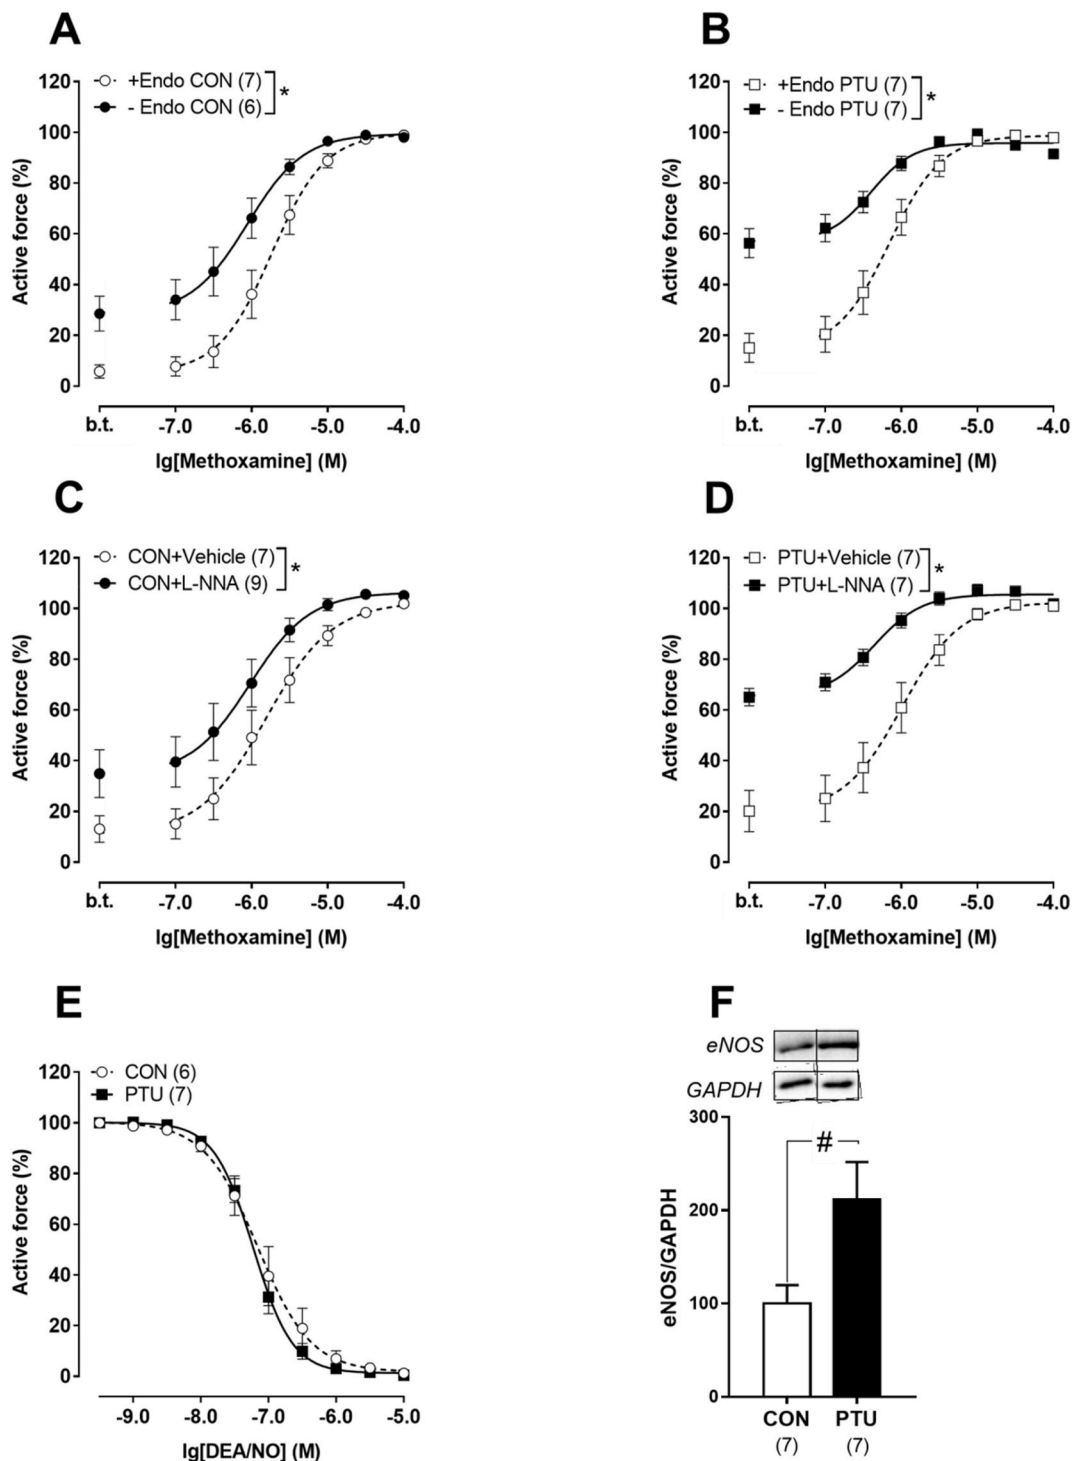 A
+Endo CON (7)
- Endo CON (6)
*
120
100
80
60
40
20
0
Active force (%)
b.t. -7.0 -6.0 -5.0 -4.0
lg[Methoxamine] (M)
B
+Endo PTU (7)
- Endo PTU (7)
*
120
100
80
60
40
20
0
Active force (%)
b.t. -7.0 -6.0 -5.0 -4.0
lg[Methoxamine] (M)
C
CON+Vehicle (7)
CON+L-NNA (9)
*
120
100
80
60
40
20
0
Active force (%)
b.t. -7.0 -6.0 -5.0 -4.0
lg[Methoxamine] (M)
D
PTU+Vehicle (7)
PTU+L-NNA (7)
*
120
100
80
60
40
20
0
Active force (%)
b.t. -7.0 -6.0 -5.0 -4.0
lg[Methoxamine] (M)
E
CON (6)
PTU (7)
120
100
80
60
40
20
0
Active force (%)
-9.0 -8.0 -7.0 -6.0 -5.0
lg[DEA/NO] (M)
F
eNOS
GAPDH
300
200
100
0
#
eNOS/GAPDH
CON PTU
(7) (7)